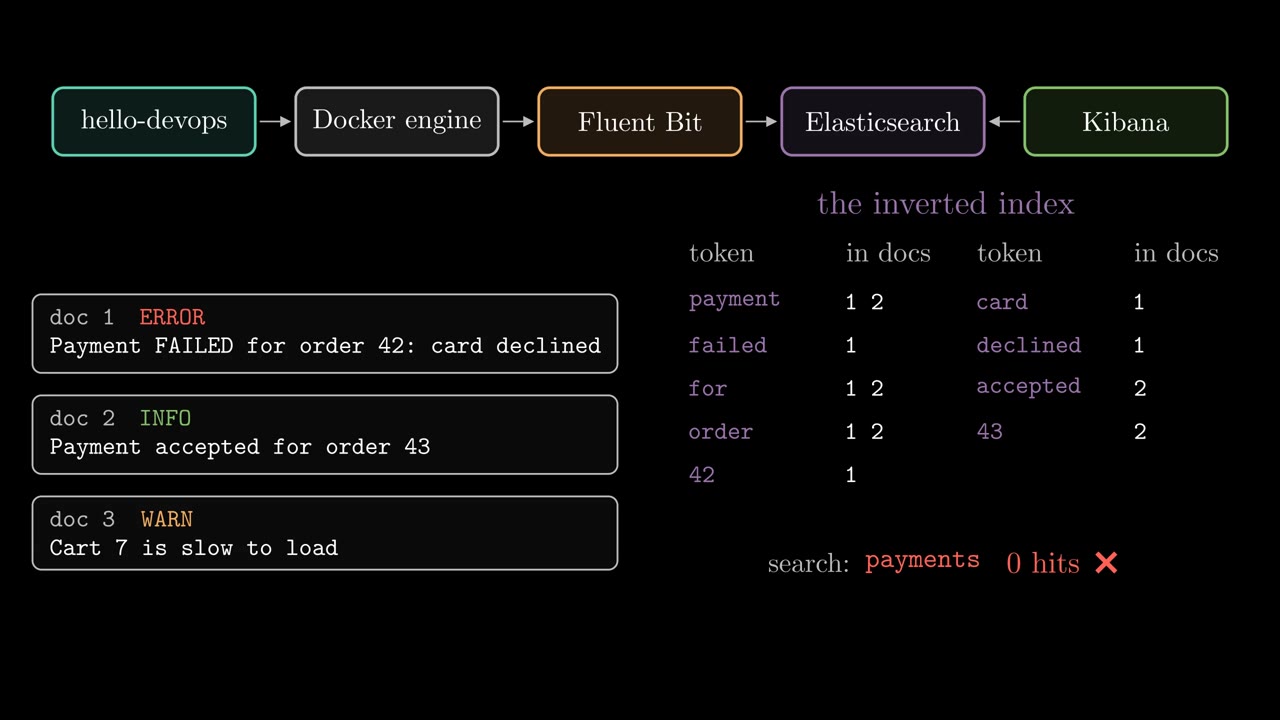 hello-devops
Docker engine
Fluent Bit
Elasticsearch
Kibana
the inverted index
token in docs token in docs
payment 1 2 card 1
failed 1 declined 1
for 1 2 accepted 2
order 1 2 43 2
42 1
doc 1 ERROR
Payment FAILED for order 42: card declined
doc 2 INFO
Payment accepted for order 43
doc 3 WARN
Cart 7 is slow to load
search: payments 0 hits ✕